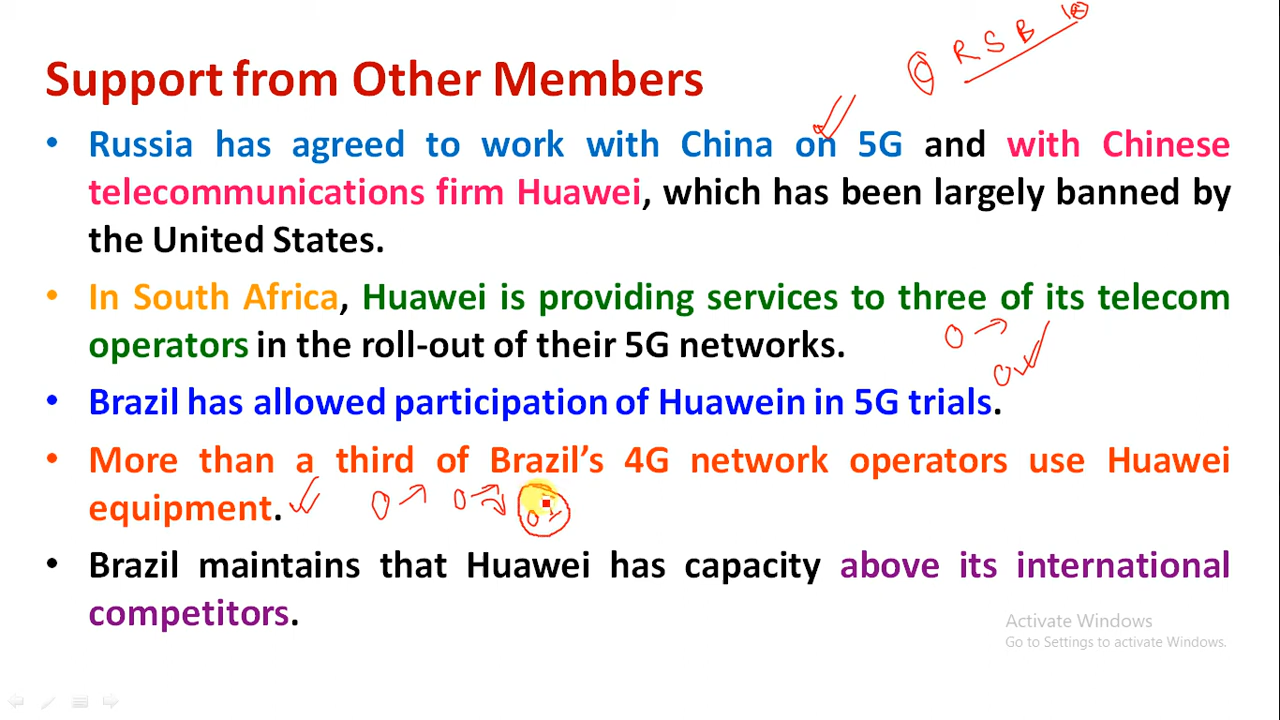 R S B
Support from Other Members
• Russia has agreed to work with China on 5G and with Chinese
telecommunications firm Huawei, which has been largely banned by
the United States.
• In South Africa, Huawei is providing services to three of its telecom
operators in the roll-out of their 5G networks.
• Brazil has allowed participation of Huawein in 5G trials.
• More than a third of Brazil’s 4G network operators use Huawei
equipment.
• Brazil maintains that Huawei has capacity above its international
competitors.
Activate Windows
Go to Settings to activate Windows.